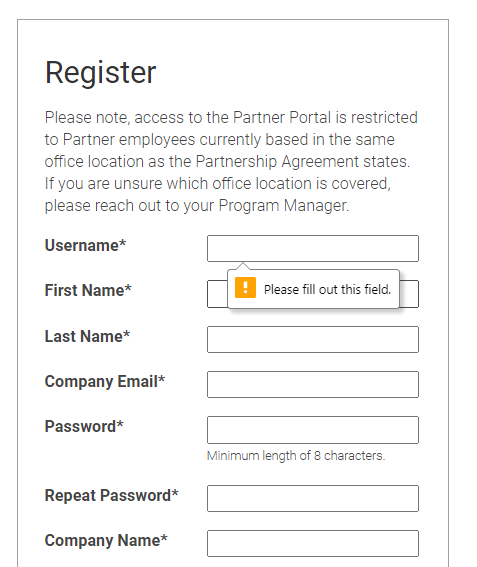 Register
Please note, access to the Partner Portal is restricted
to Partner employees currently based in the same
office location as the Partnership Agreement states.
If you are unsure which office location is covered,
please reach out to your Program Manager.
Username*
! Please fill out this field.
First Name*
Last Name*
Company Email*
Password*
Minimum length of 8 characters.
Repeat Password*
Company Name*